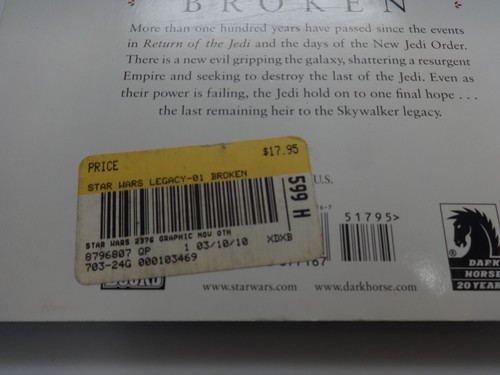 BROKEN
More than one hundred years have passed since the events
in Return of the Jedi and the days of the New Jedi Order.
There is a new evil gripping the galaxy, shattering a resurgent
Empire and seeking to destroy the last of the Jedi. Even as
their power is failing, the Jedi hold on to one final hope . . .
the last remaining heir to the Skywalker legacy.
PRICE $17.95
STAR WARS LEGACY-01 BROKEN
599 H
STAR WARS 2376 GRAPHIC NOV OTH
8796807 QP 1 03/10/10 XDXB
703-24G 000103469
U.S.
51795>
www.starwars.com www.darkhorse.com
DARK
HORSE
20 YEAR